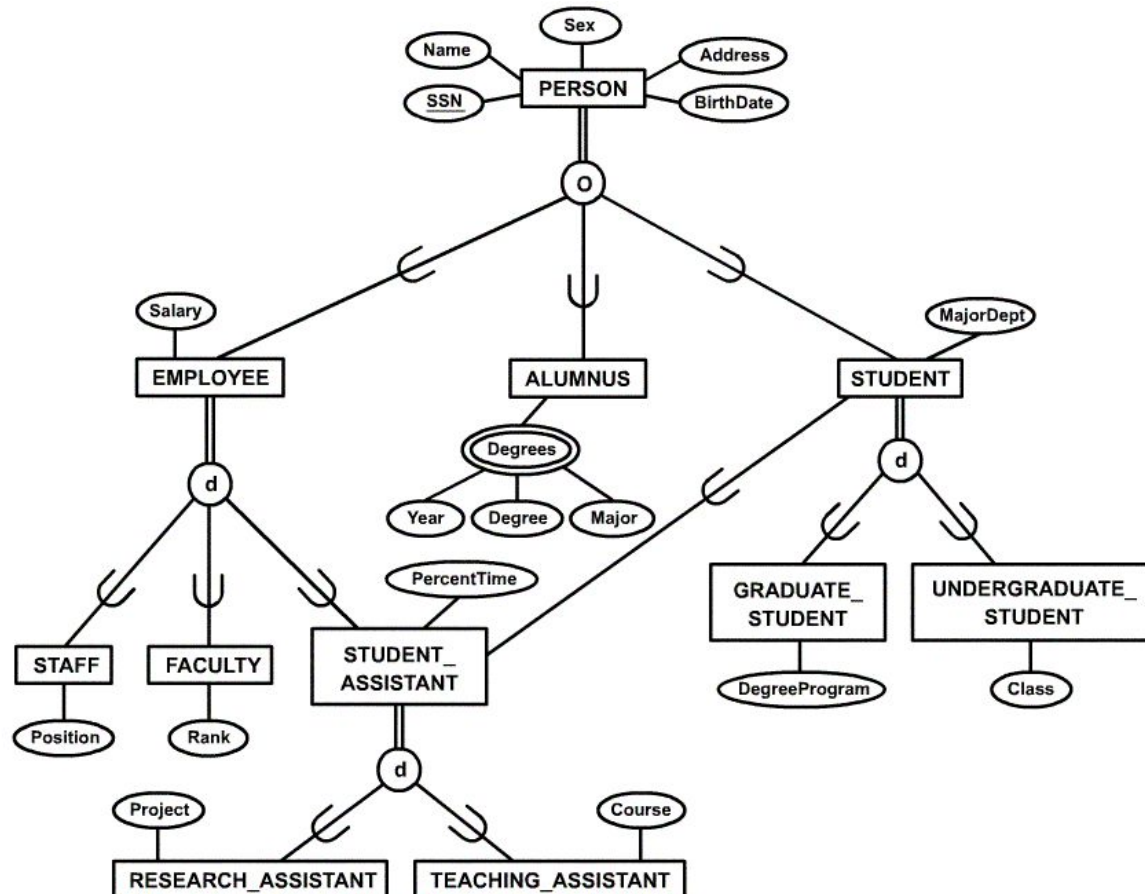 Sex
Name
Address
PERSON
SSN
BirthDate
O
Salary
MajorDept
EMPLOYEE
ALUMNUS
STUDENT
Degrees
d
d
Year
Degree
Major
PercentTime
GRADUATE_
STUDENT
UNDERGRADUATE_
STUDENT
STAFF
FACULTY
STUDENT_
ASSISTANT
DegreeProgram
Class
Position
Rank
d
Project
Course
RESEARCH_ASSISTANT
TEACHING_ASSISTANT